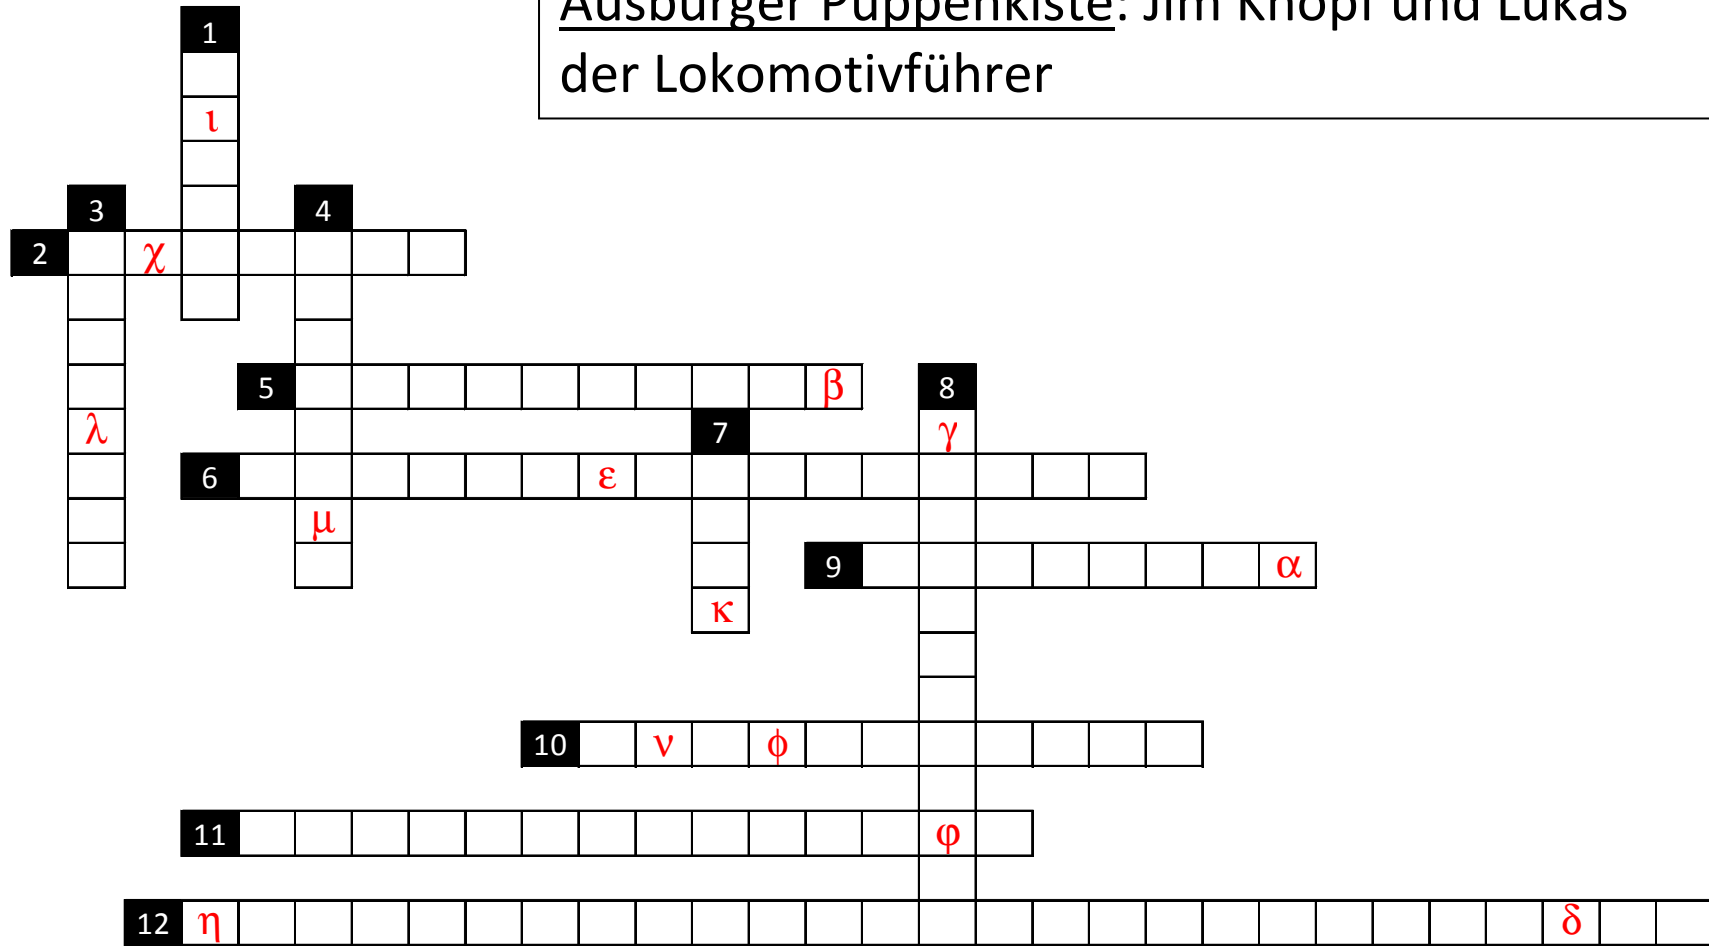 Ausburger Puppenkiste: Jim Knopf und Lukas
der Lokomotivführer
1
ι
3 4
2 χ
5 β 8
λ 7 γ
6 ε
μ
9 α
κ
10 ν ϕ
11 φ
12 η δ